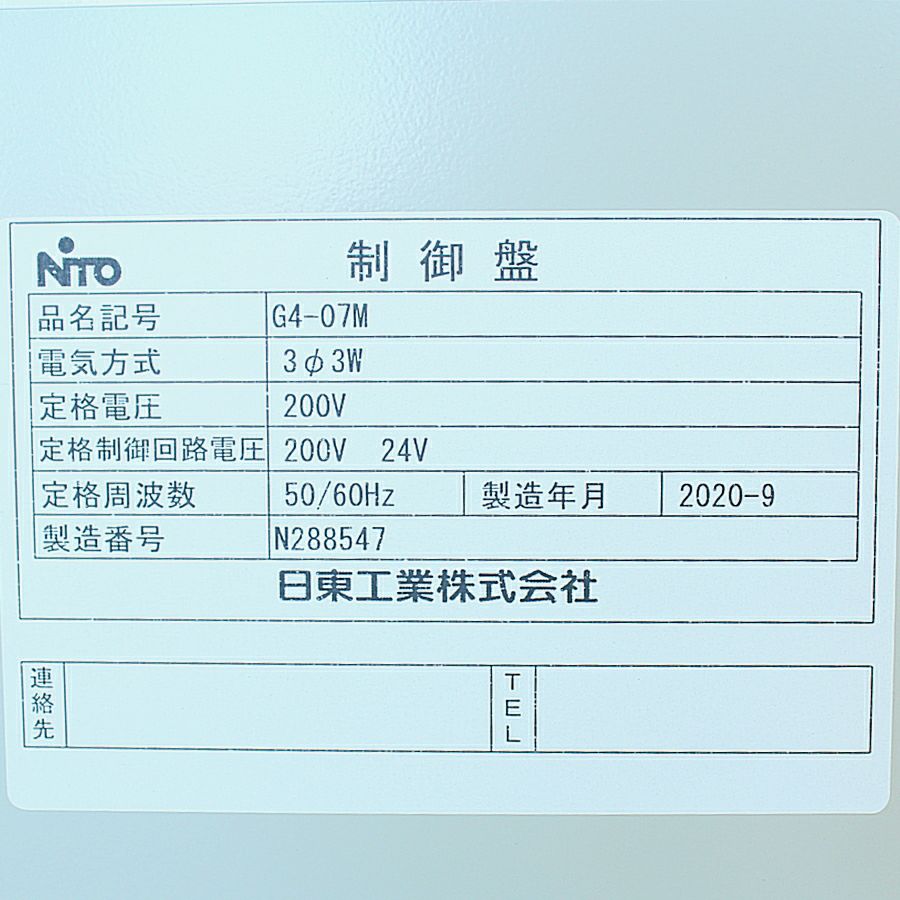 NITO 制御盤
品名記号 G4-07M
電気方式 3φ3W
定格電圧 200V
定格制御回路電圧 200V 24V
定格周波数 50/60Hz 製造年月 2020-9
製造番号 N288547
日東工業株式会社
連絡先 TEL